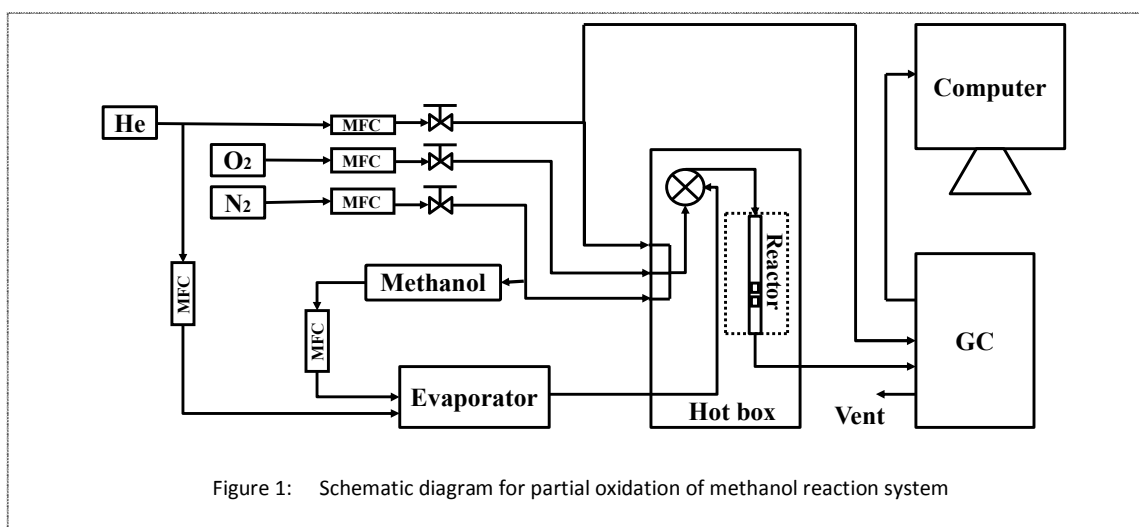 He
MFC
O2
MFC
N2
MFC
Computer
Reactor
Methanol
MFC
MFC
Evaporator
Hot box
GC
Vent
Figure 1: Schematic diagram for partial oxidation of methanol reaction system